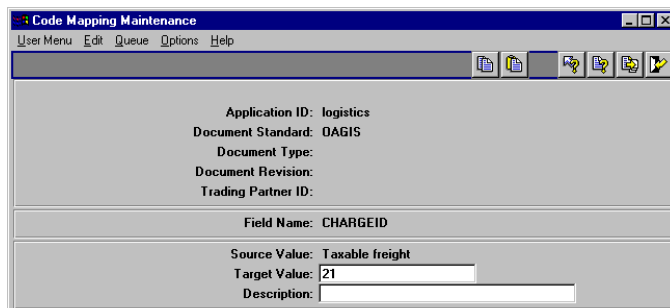 Code Mapping Maintenance
User Menu Edit Queue Options Help
Application ID: logistics
Document Standard: OAGIS
Document Type:
Document Revision:
Trading Partner ID:
Field Name: CHARGEID
Source Value: Taxable freight
Target Value: 21
Description: